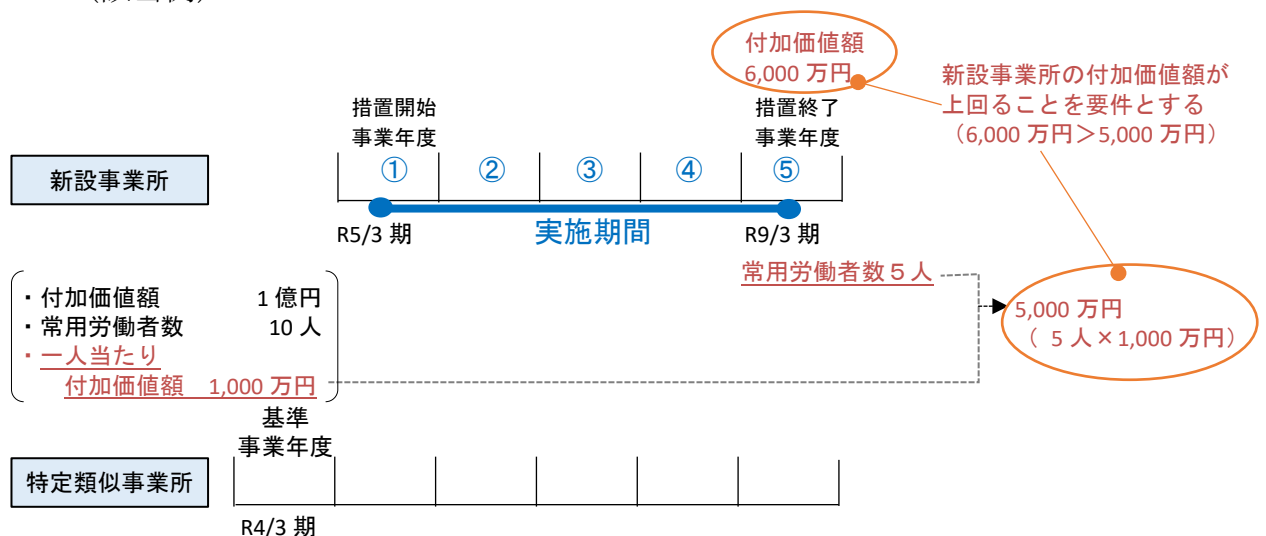 付加価値額
6,000 万円
新設事業所の付加価値額が
上回ることを要件とする
(6,000 万円＞5,000 万円)
措置開始
事業年度
措置終了
事業年度
新設事業所
① ② ③ ④ ⑤
R5/3 期
実施期間
R9/3 期
常用労働者数５人
・付加価値額 1 億円
・常用労働者数 10 人
・一人当たり
付加価値額 1,000 万円
5,000 万円
( 5 人×1,000 万円)
基準
事業年度
特定類似事業所
R4/3 期